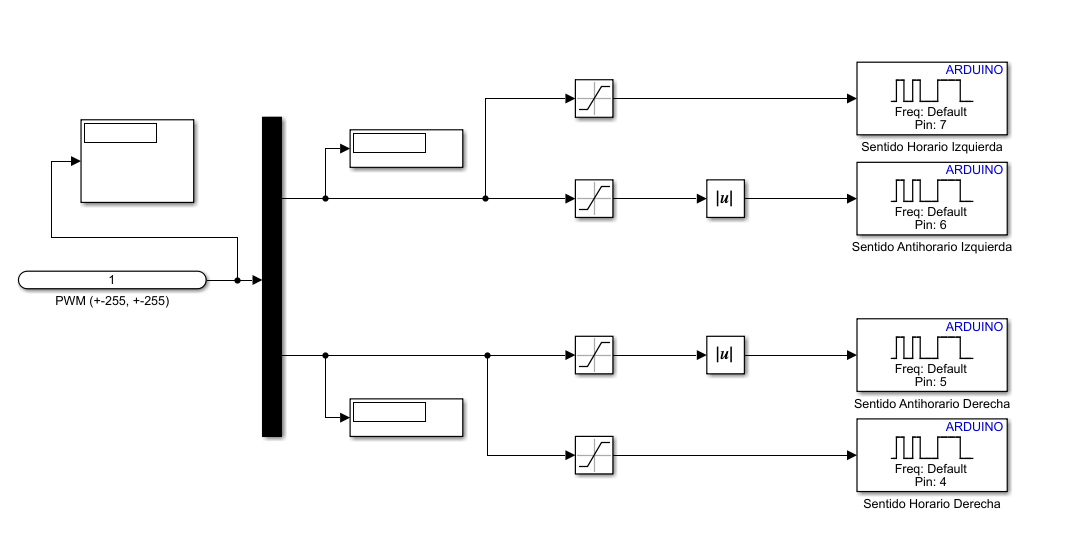 ARDUINO
Freq: Default
Pin: 7
Sentido Horario Izquierda
ARDUINO
|u|
Freq: Default
Pin: 6
Sentido Antihorario Izquierda
1
PWM (+-255, +-255)
ARDUINO
|u|
Freq: Default
Pin: 5
Sentido Antihorario Derecha
ARDUINO
Freq: Default
Pin: 4
Sentido Horario Derecha